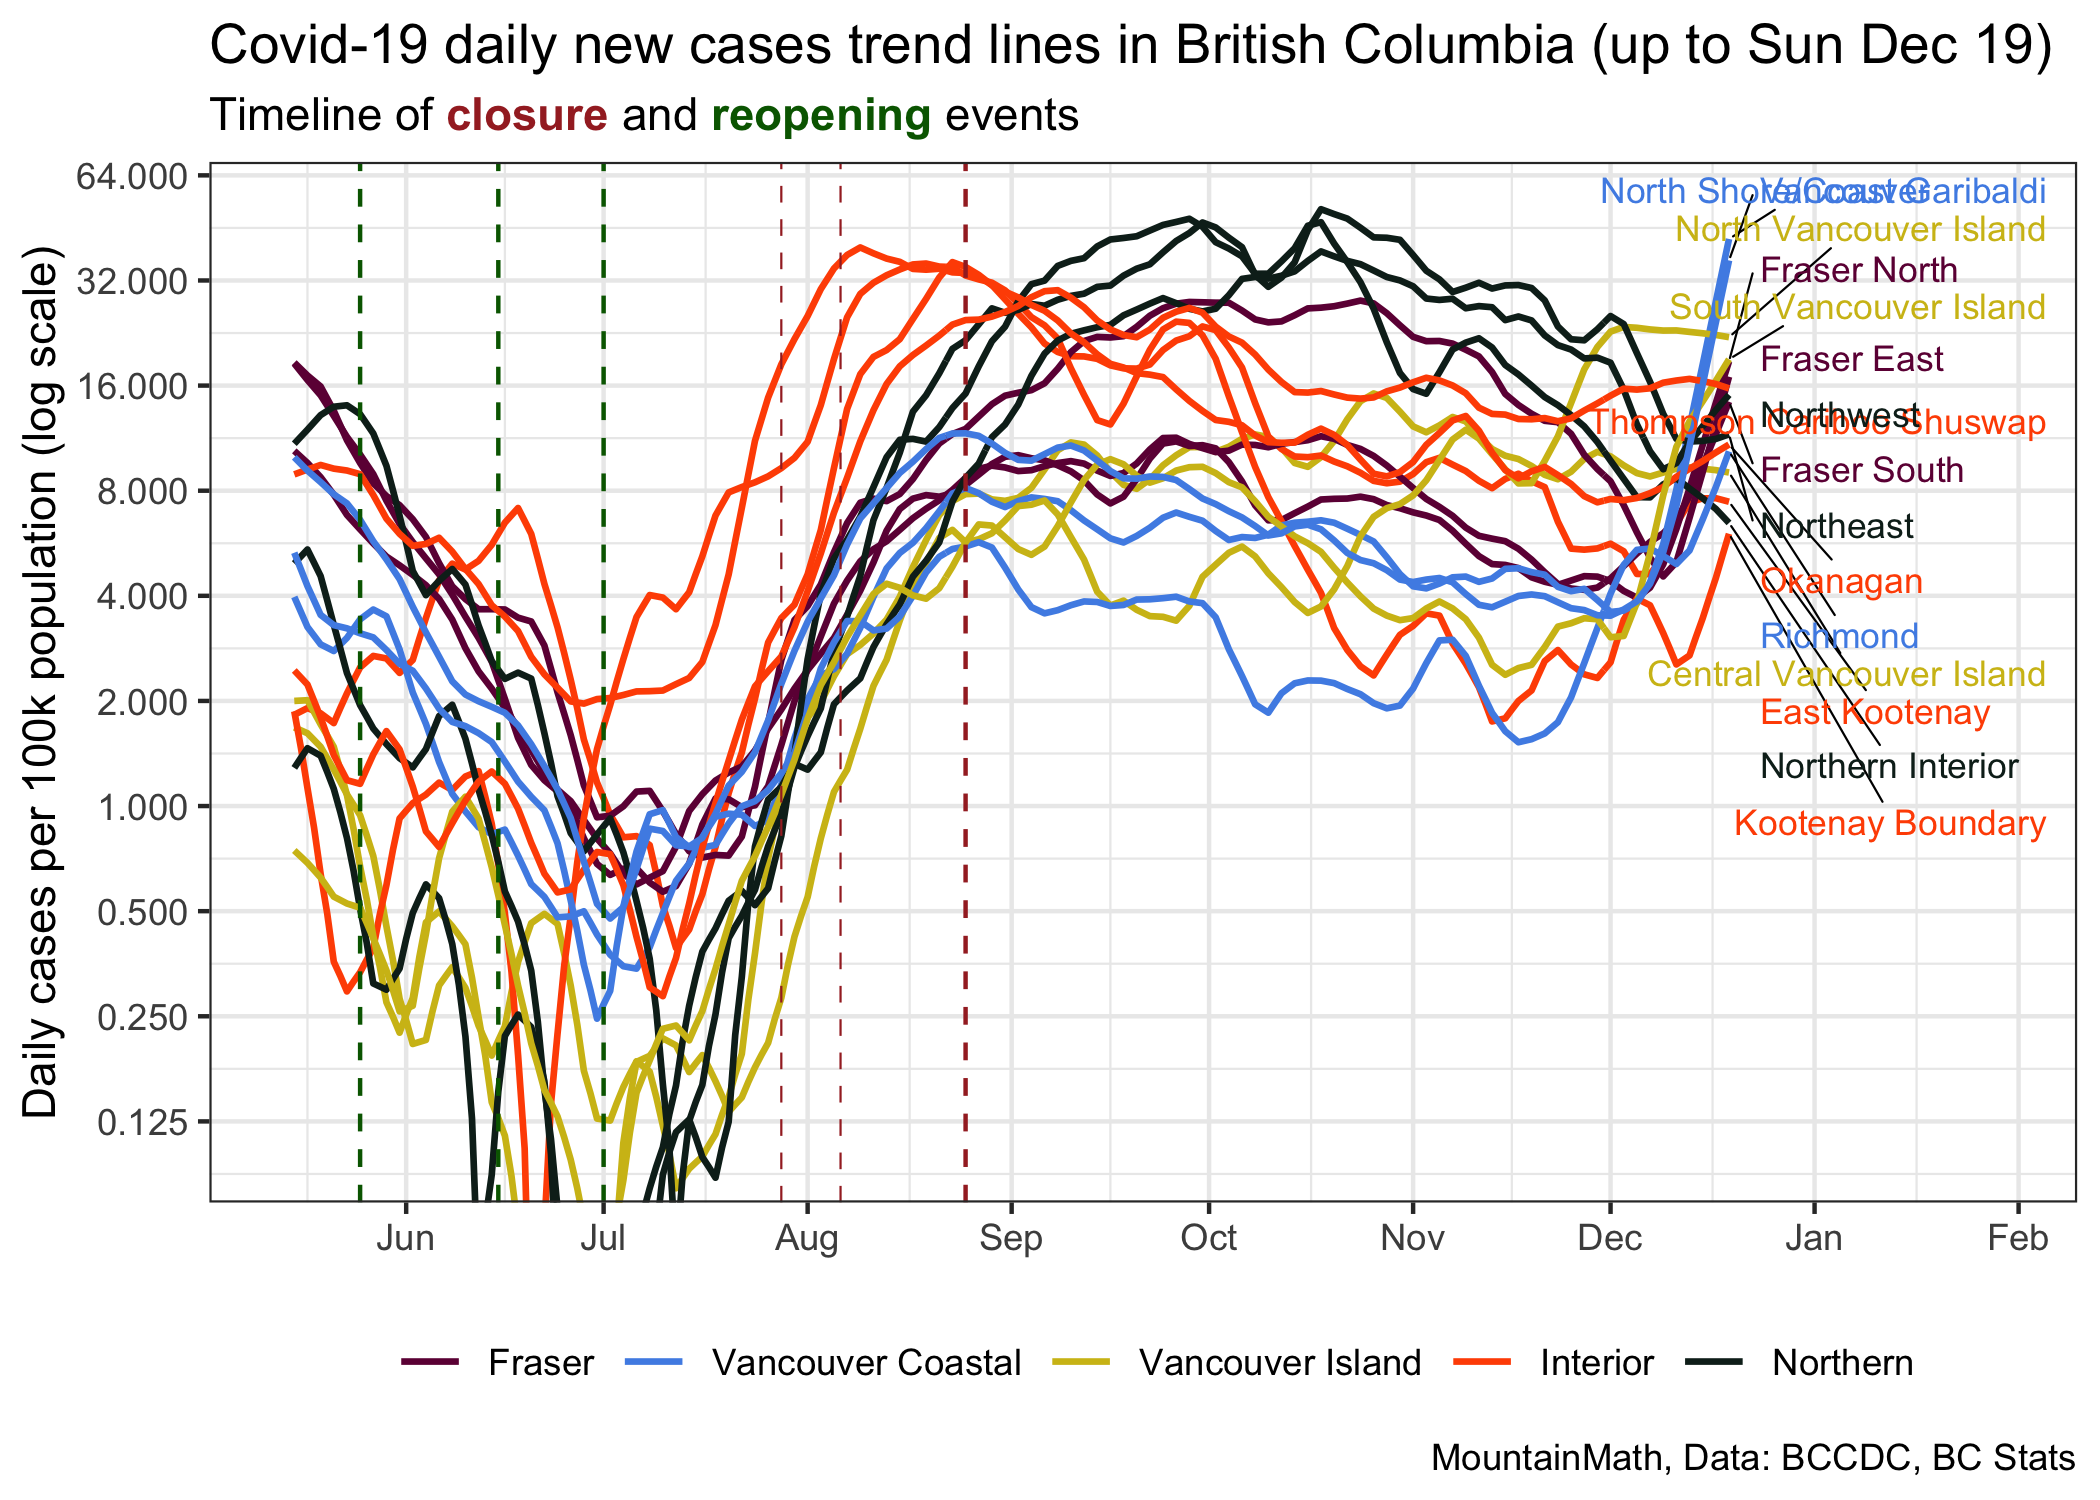 Covid-19 daily new cases trend lines in British Columbia (up to Sun Dec 19)
Timeline of closure and reopening events
Daily cases per 100k population (log scale)
64.000
32.000
16.000
8.000
4.000
2.000
1.000
0.500
0.250
0.125
North Shore/Coast Garibaldi
Vancouver
North Vancouver Island
Fraser North
South Vancouver Island
Fraser East
Northwest
Thompson Cariboo Shuswap
Fraser South
Northeast
Okanagan
Richmond
Central Vancouver Island
East Kootenay
Northern Interior
Kootenay Boundary
Jun Jul Aug Sep Oct Nov Dec Jan Feb
Fraser Vancouver Coastal Vancouver Island Interior Northern
MountainMath, Data: BCCDC, BC Stats